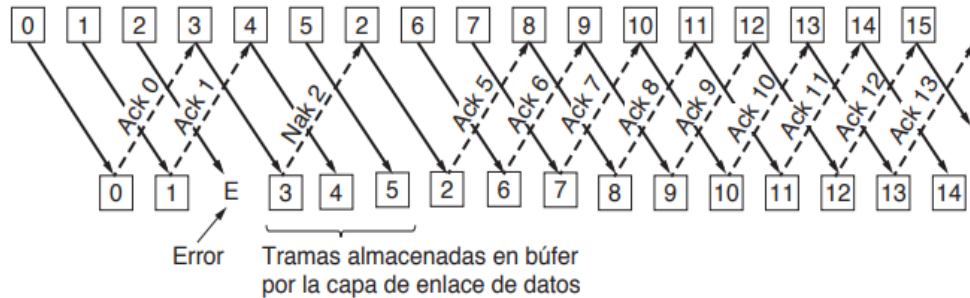 0 1 2 3 4 5 2 6 7 8 9 10 11 12 13 14 15
Ack 0 Ack 1 Nak 2 Ack 5 Ack 6 Ack 7 Ack 8 Ack 9 Ack 10 Ack 11 Ack 12 Ack 13
0 1 E 3 4 5 2 6 7 8 9 10 11 12 13 14
Error Tramas almacenadas en búfer
por la capa de enlace de datos